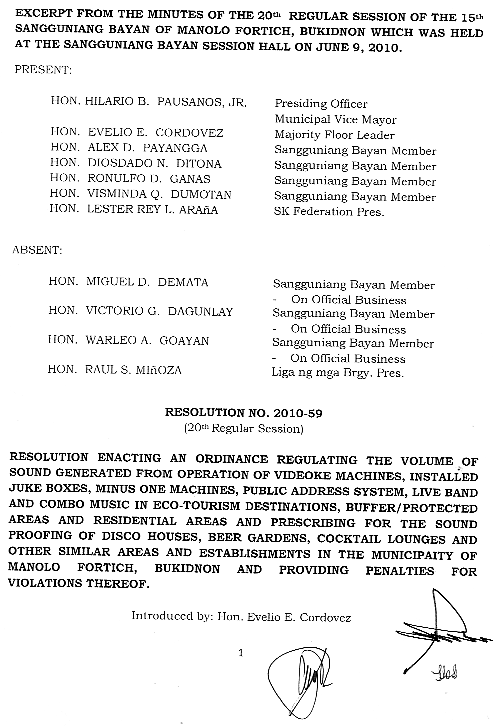 EXCERPT FROM THE MINUTES OF THE 20th REGULAR SESSION OF THE 15th
SANGGUNIANG BAYAN OF MANOLO FORTICH, BUKIDNON WHICH WAS HELD
AT THE SANGGUNIANG BAYAN SESSION HALL ON JUNE 9, 2010.
PRESENT:
HON. HILARIO B. PAUSANOS, JR. Presiding Officer
Municipal Vice Mayor
HON. EVELIO E. CORDOVEZ Majority Floor Leader
HON. ALEX D. PAYANGGA Sangguniang Bayan Member
HON. DIOSDADO N. DITONA Sangguniang Bayan Member
HON. RONULFO D. GANAS Sangguniang Bayan Member
HON. VISMINDA Q. DUMOTAN Sangguniang Bayan Member
HON. LESTER REY L. ARAñA SK Federation Pres.
ABSENT:
HON. MIGUEL D. DEMATA Sangguniang Bayan Member
- On Official Business
HON. VICTORIO G. DAGUNLAY Sangguniang Bayan Member
- On Official Business
HON. WARLEO A. GOAYAN Sangguniang Bayan Member
- On Official Business
HON. RAUL S. MIñOZA Liga ng mga Brgy. Pres.
RESOLUTION NO. 2010-59
(20th Regular Session)
RESOLUTION ENACTING AN ORDINANCE REGULATING THE VOLUME OF
SOUND GENERATED FROM OPERATION OF VIDEOKE MACHINES, INSTALLED
JUKE BOXES, MINUS ONE MACHINES, PUBLIC ADDRESS SYSTEM, LIVE BAND
AND COMBO MUSIC IN ECO-TOURISM DESTINATIONS, BUFFER/PROTECTED
AREAS AND RESIDENTIAL AREAS AND PRESCRIBING FOR THE SOUND
PROOFING OF DISCO HOUSES, BEER GARDENS, COCKTAIL LOUNGES AND
OTHER SIMILAR AREAS AND ESTABLISHMENTS IN THE MUNICIPAITY OF
MANOLO FORTICH, BUKIDNON AND PROVIDING PENALTIES FOR
VIOLATIONS THEREOF.
Introduced by: Hon. Evelio E. Cordovez
1